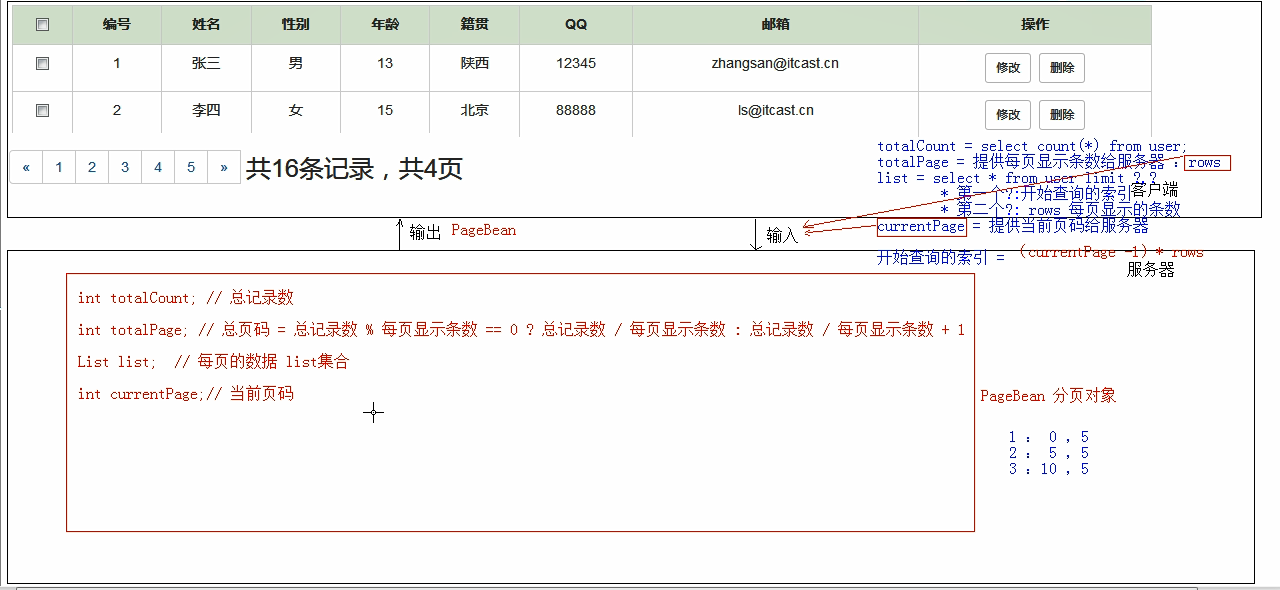 编号 姓名 性别 年龄 籍贯 QQ 邮箱 操作
1 张三 男 13 陕西 12345 zhangsan@itcast.cn 修改 删除
2 李四 女 15 北京 88888 ls@itcast.cn 修改 删除
« 1 2 3 4 5 » 共16条记录，共4页
totalCount = select count(*) from user;
totalPage = 提供每页显示条数给服务器 : rows
list = select * from user limit ?,?
* 第一个?:开始查询的索引
客户端
* 第二个?: rows 每页显示的条数
currentPage = 提供当前页码给服务器
输出 PageBean
输入
开始查询的索引 = (currentPage -1) * rows
服务器
int totalCount; // 总记录数
int totalPage; // 总页码 = 总记录数 % 每页显示条数 == 0 ? 总记录数 / 每页显示条数 : 总记录数 / 每页显示条数 + 1
List list; // 每页的数据 list集合
int currentPage;// 当前页码
PageBean 分页对象
1 : 0 , 5
2 : 5 , 5
3 : 10 , 5